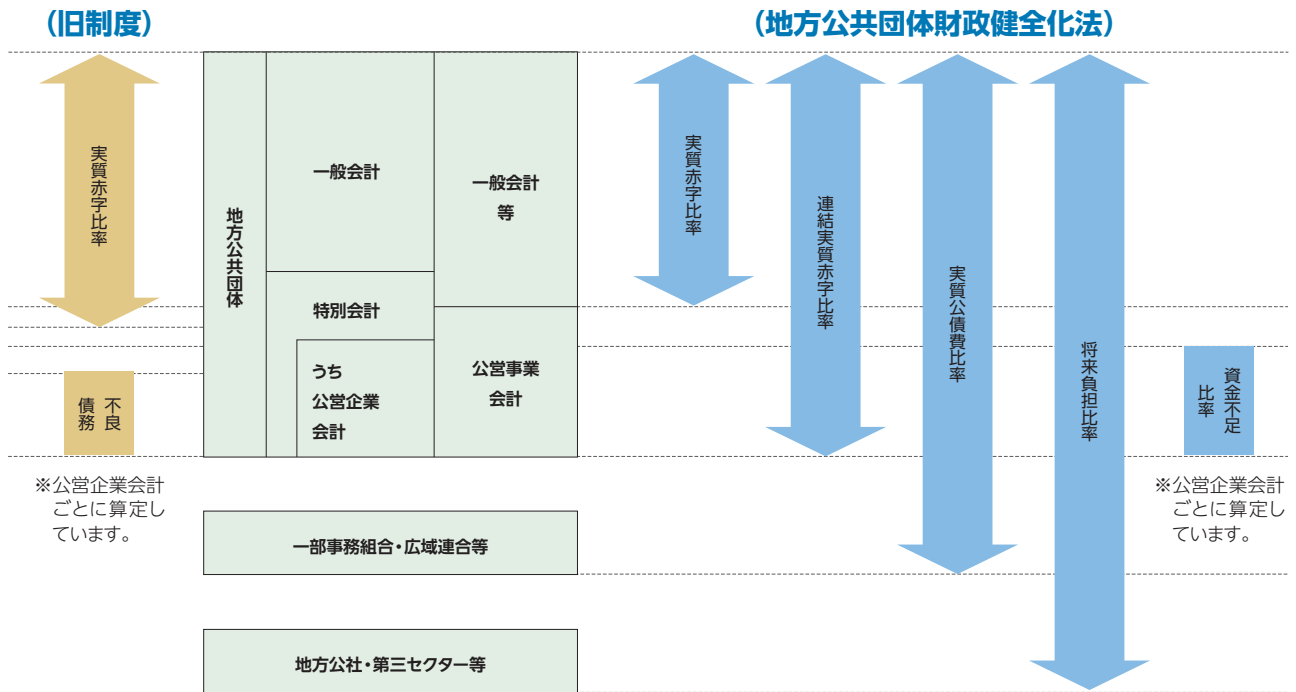 (旧制度)
(地方公共団体財政健全化法)
実質赤字比率
不良
債務
※公営企業会計
ごとに算定し
ています。
地方公共団体
一般会計
特別会計
うち
公営企業
会計
一般会計
等
公営事業
会計
一部事務組合・広域連合等
地方公社・第三セクター等
実質赤字比率
連結実質赤字比率
実質公債費比率
将来負担比率
資金不足
比率
※公営企業会計
ごとに算定し
ています。